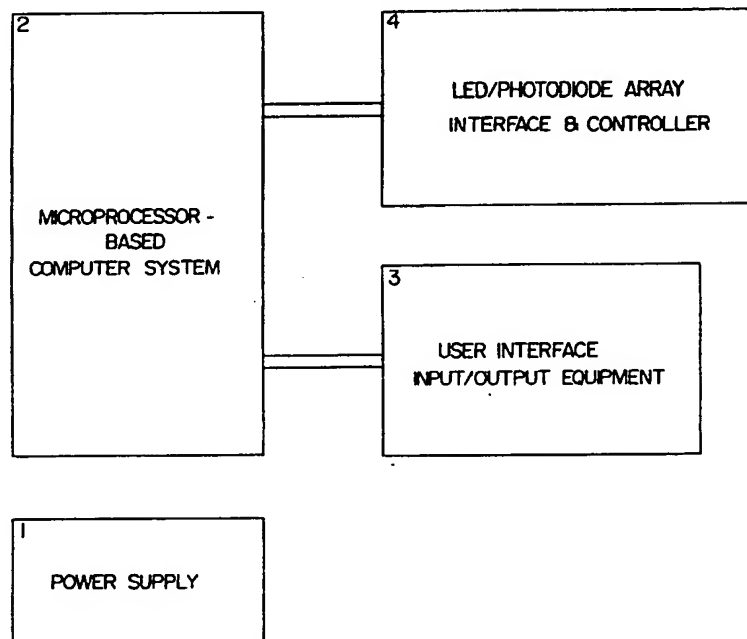 2
MICROPROCESSOR-
BASED
COMPUTER SYSTEM
4
LED/PHOTODIODE ARRAY
INTERFACE & CONTROLLER
3
USER INTERFACE
INPUT/OUTPUT EQUIPMENT
1
POWER SUPPLY